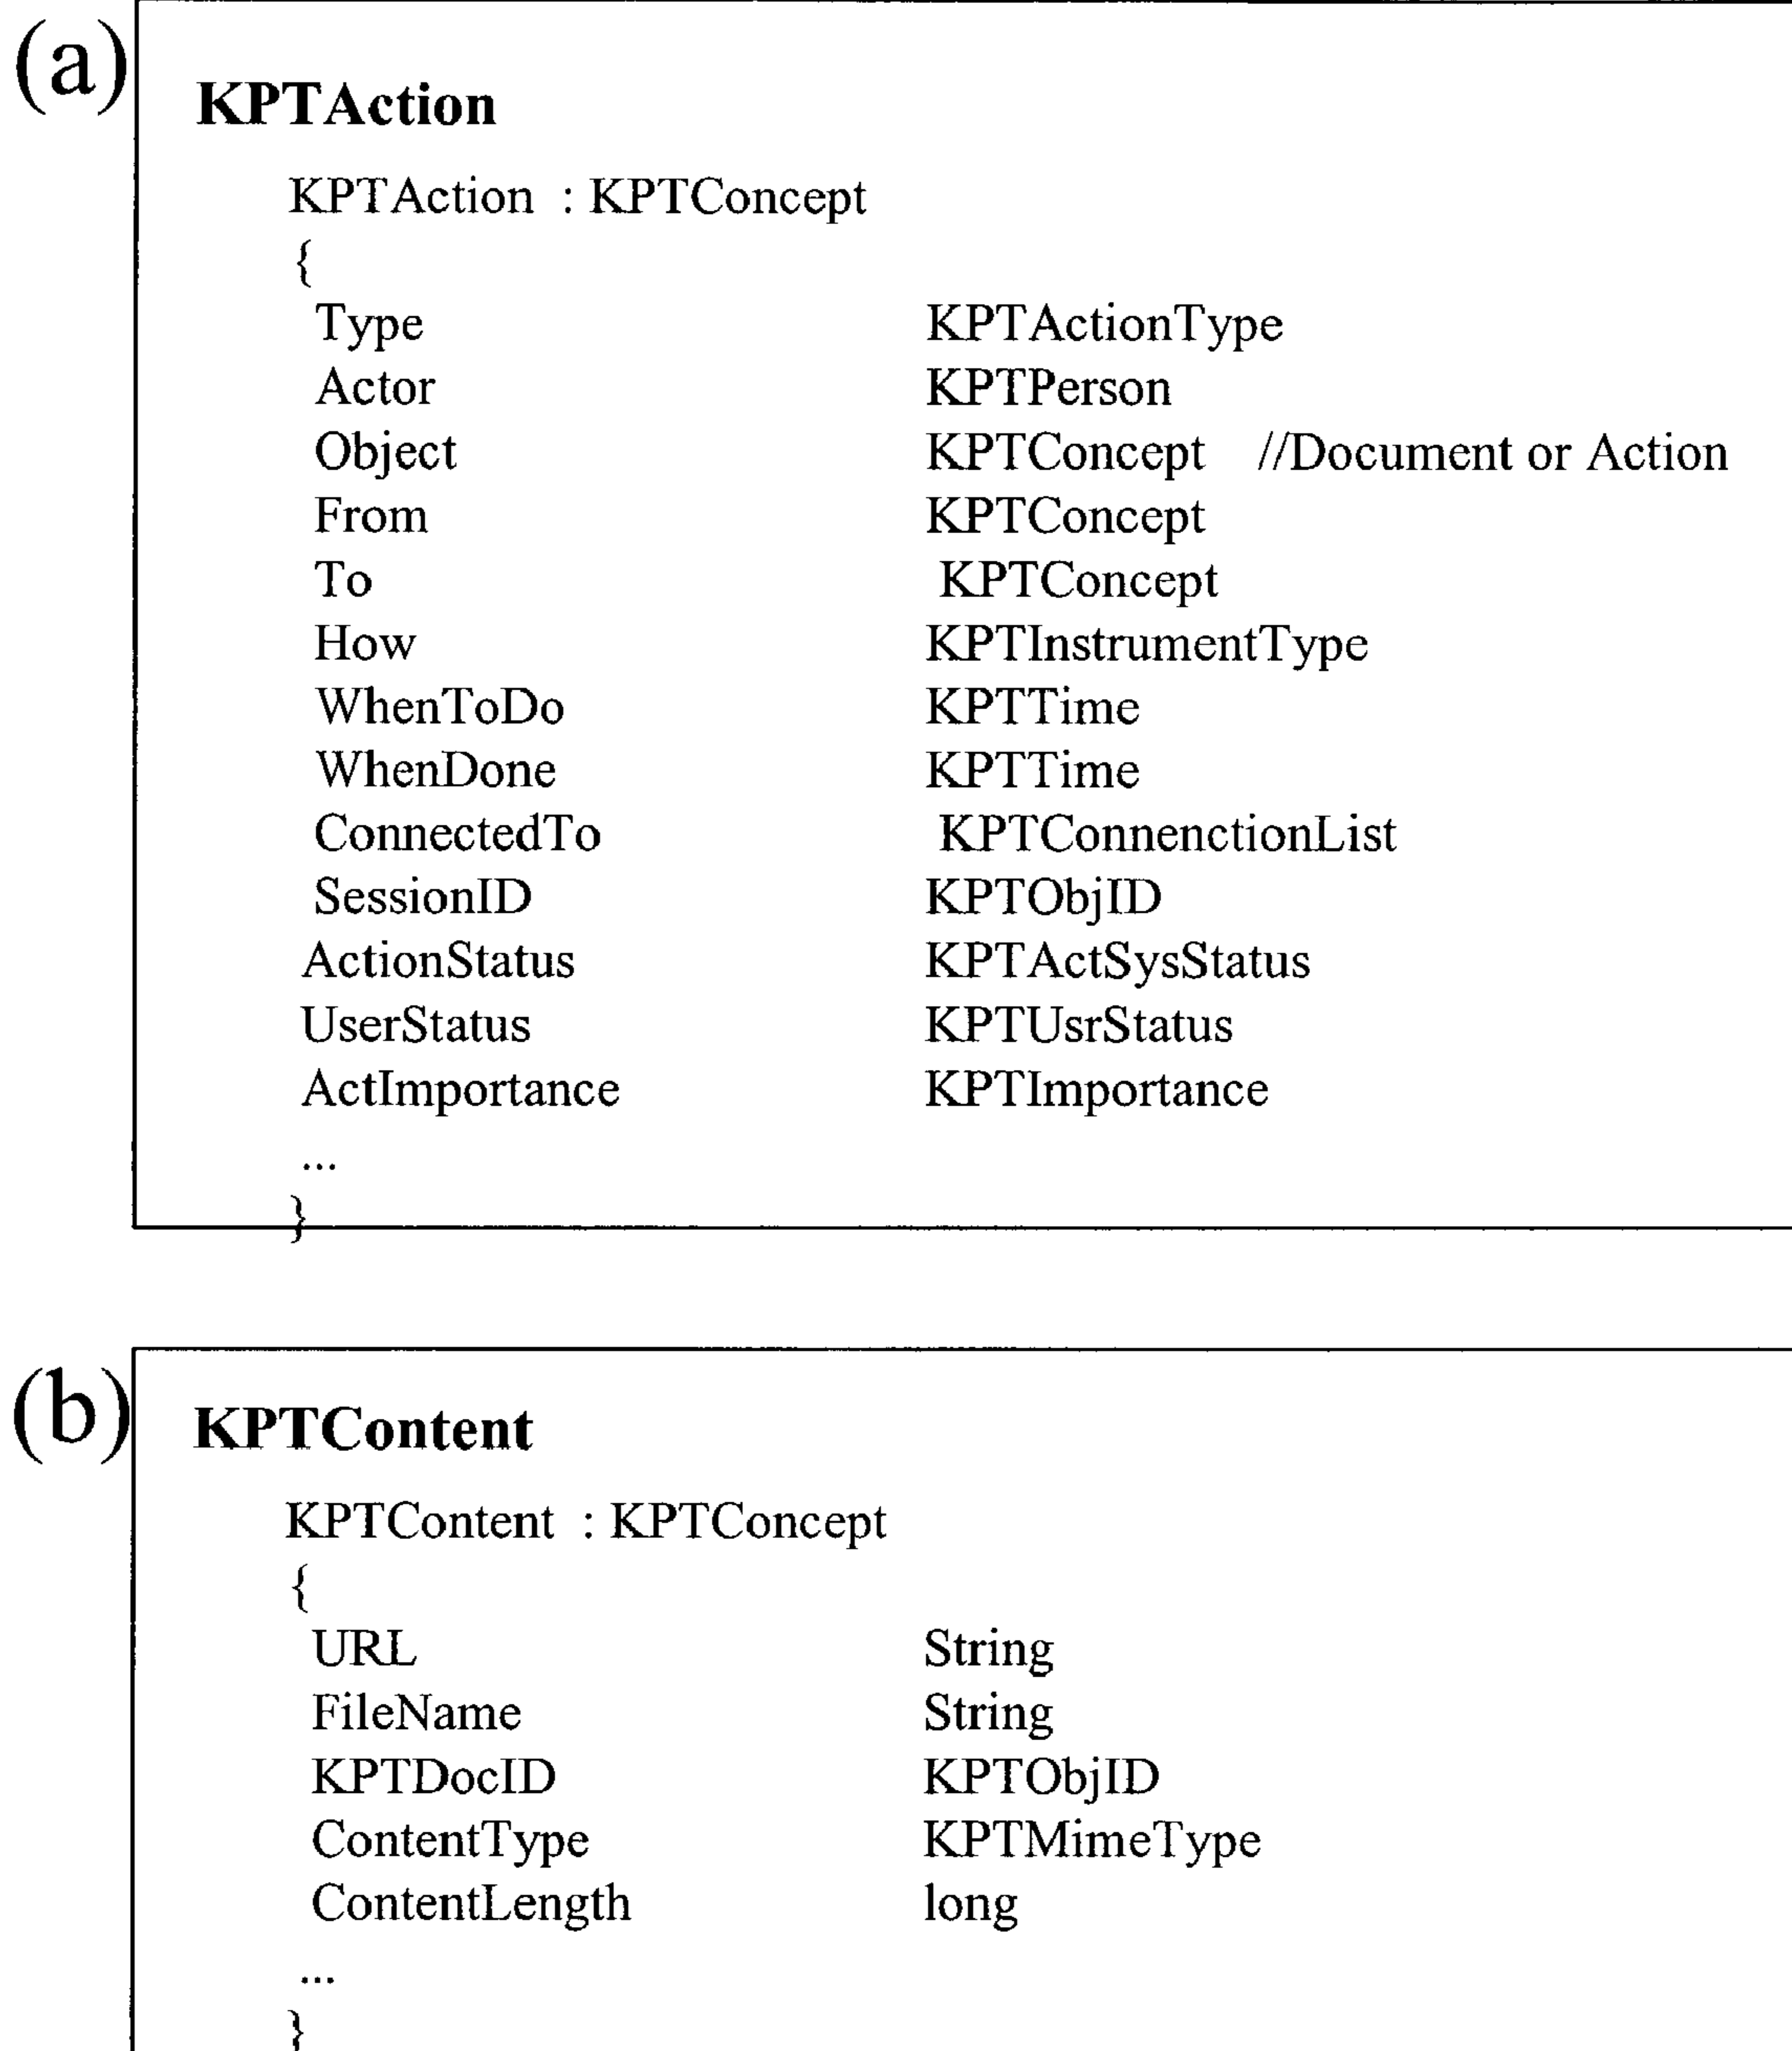 (a)
KPTAction
KPTAction : KPTConcept
{
Type KPTActionType
Actor KPTPerson
Object KPTConcept //Document or Action
From KPTConcept
To KPTConcept
How KPTInstrumentType
WhenToDo KPTTime
WhenDone KPTTime
ConnectedTo KPTConnenctionList
SessionID KPTObjID
ActionStatus KPTActSysStatus
UserStatus KPTUsrStatus
ActImportance KPTImportance
...
}
(b)
KPTContent
KPTContent : KPTConcept
{
URL String
FileName String
KPTDocID KPTObjID
ContentType KPTMimeType
ContentLength long
...
}